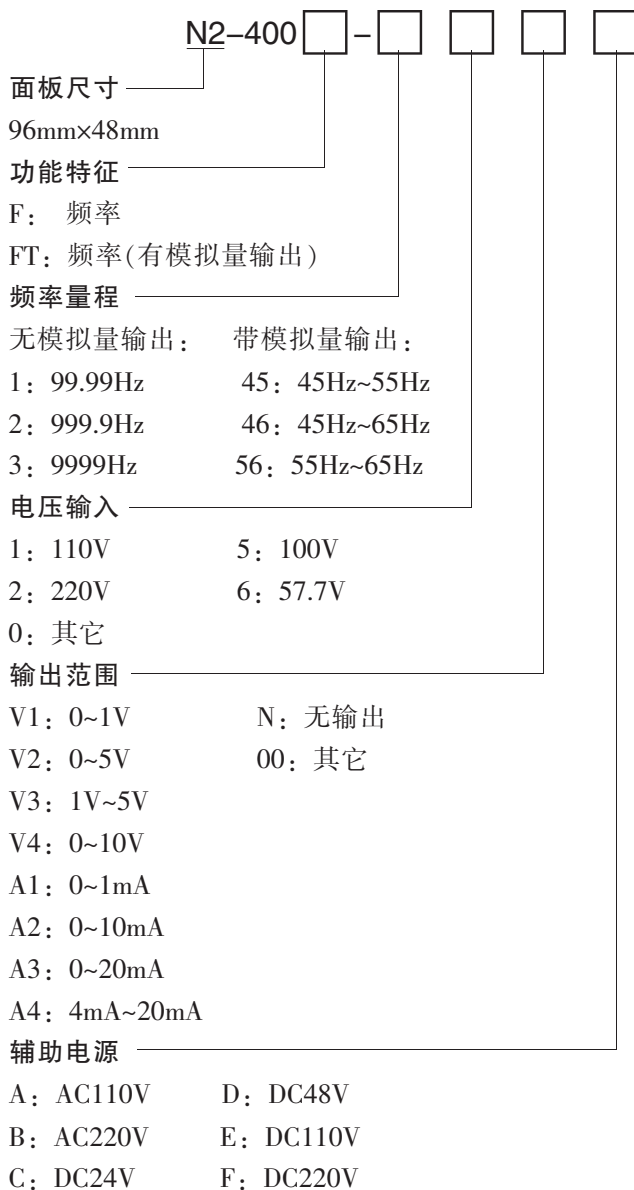 N2-400□-□ □ □ □
面板尺寸
96mm×48mm
功能特征
F： 频率
FT：频率(有模拟量输出)
频率量程
无模拟量输出： 带模拟量输出：
1：99.99Hz 45：45Hz~55Hz
2：999.9Hz 46：45Hz~65Hz
3：9999Hz 56：55Hz~65Hz
电压输入
1：110V 5：100V
2：220V 6：57.7V
0：其它
输出范围
V1：0~1V N：无输出
V2：0~5V 00：其它
V3：1V~5V
V4：0~10V
A1：0~1mA
A2：0~10mA
A3：0~20mA
A4：4mA~20mA
辅助电源
A：AC110V D：DC48V
B：AC220V E：DC110V
C：DC24V F：DC220V